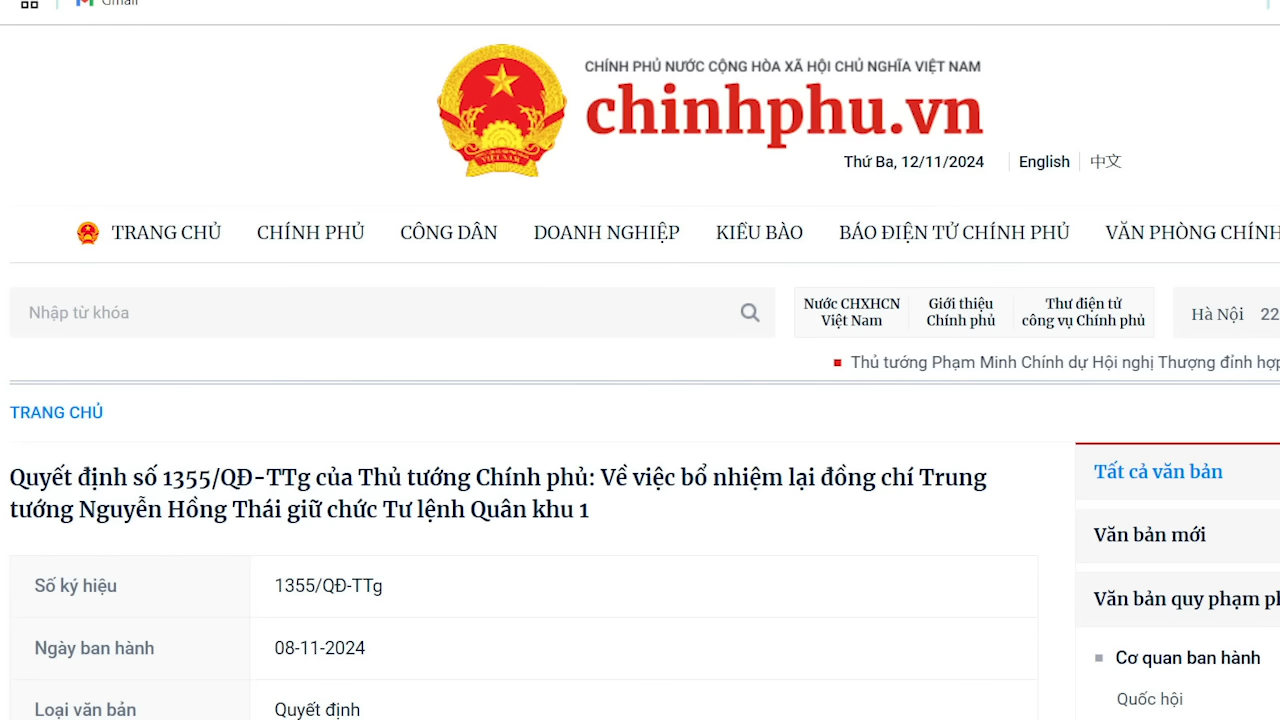 Gmail
CHÍNH PHỦ NƯỚC CỘNG HÒA XÃ HỘI CHỦ NGHĨA VIỆT NAM
chinhphu.vn
VIỆT NAM
Thứ Ba, 12/11/2024 English 中文
TRANG CHỦ CHÍNH PHỦ CÔNG DÂN DOANH NGHIỆP KIỀU BÀO BÁO ĐIỆN TỬ CHÍNH PHỦ VĂN PHÒNG CHÍNH
Nhập từ khóa
Nước CHXHCN
Việt Nam
Giới thiệu
Chính phủ
Thư điện tử
công vụ Chính phủ
Hà Nội 22
Thủ tướng Phạm Minh Chính dự Hội nghị Thượng đỉnh hợp
TRANG CHỦ
Quyết định số 1355/QĐ-TTg của Thủ tướng Chính phủ: Về việc bổ nhiệm lại đồng chí Trung
tướng Nguyễn Hồng Thái giữ chức Tư lệnh Quân khu 1
Số ký hiệu 1355/QĐ-TTg
Ngày ban hành 08-11-2024
Loại văn bản Quyết định
Tất cả văn bản
Văn bản mới
Văn bản quy phạm
Cơ quan ban hành
Quốc hội